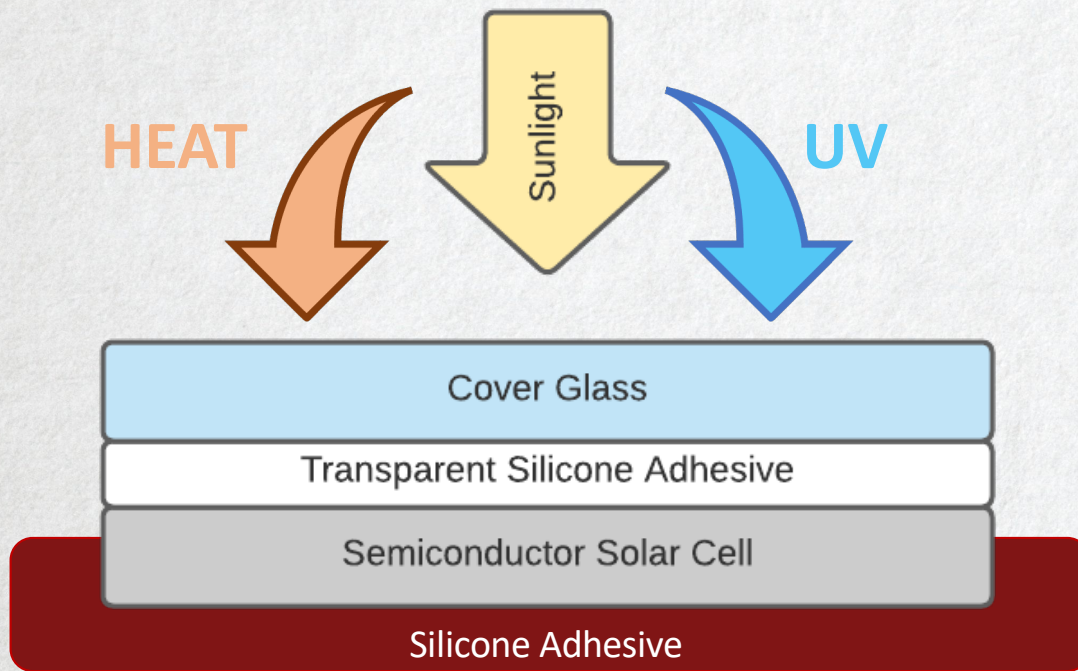 Sunlight
HEAT
UV
Cover Glass
Transparent Silicone Adhesive
Semiconductor Solar Cell
Silicone Adhesive